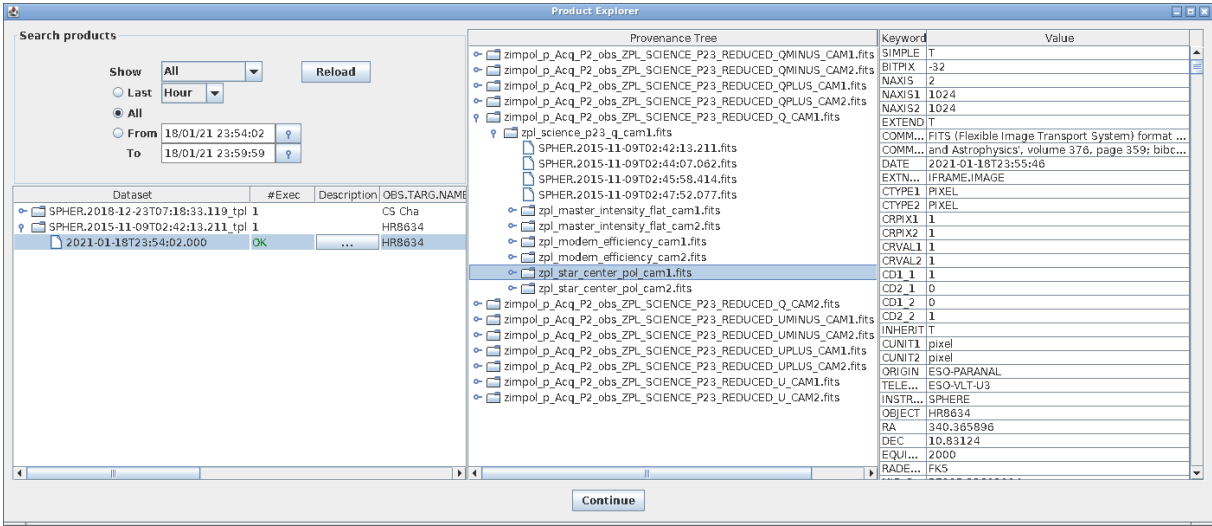 Product Explorer
Search products
Show All Reload
Last Hour
All
From 18/01/21 23:54:02
To 18/01/21 23:59:59
Dataset #Exec Description OBS.TARG.NAME
SPHER.2018-12-23T07:18:33.119_tpl 1 CS Cha
SPHER.2015-11-09T02:42:13.211_tpl 1 HR8634
2021-01-18T23:54:02.000 OK ...
Provenance Tree
zimpol_p_Acq_P2_obs_ZPL_SCIENCE_P23_REDUCED_QMINUS_CAM1.fits
zimpol_p_Acq_P2_obs_ZPL_SCIENCE_P23_REDUCED_QMINUS_CAM2.fits
zimpol_p_Acq_P2_obs_ZPL_SCIENCE_P23_REDUCED_QPLUS_CAM1.fits
zimpol_p_Acq_P2_obs_ZPL_SCIENCE_P23_REDUCED_QPLUS_CAM2.fits
zimpol_p_Acq_P2_obs_ZPL_SCIENCE_P23_REDUCED_Q_CAM1.fits
zpl_science_p23_q_cam1.fits
SPHER.2015-11-09T02:42:13.211.fits
SPHER.2015-11-09T02:44:07.062.fits
SPHER.2015-11-09T02:45:58.414.fits
SPHER.2015-11-09T02:47:52.077.fits
zpl_master_intensity_flat_cam1.fits
zpl_master_intensity_flat_cam2.fits
zpl_modem_efficiency_cam1.fits
zpl_modem_efficiency_cam2.fits
zpl_star_center_pol_cam1.fits
zpl_star_center_pol_cam2.fits
zimpol_p_Acq_P2_obs_ZPL_SCIENCE_P23_REDUCED_Q_CAM2.fits
zimpol_p_Acq_P2_obs_ZPL_SCIENCE_P23_REDUCED_UMINUS_CAM1.fits
zimpol_p_Acq_P2_obs_ZPL_SCIENCE_P23_REDUCED_UMINUS_CAM2.fits
zimpol_p_Acq_P2_obs_ZPL_SCIENCE_P23_REDUCED_UPLUS_CAM1.fits
zimpol_p_Acq_P2_obs_ZPL_SCIENCE_P23_REDUCED_UPLUS_CAM2.fits
zimpol_p_Acq_P2_obs_ZPL_SCIENCE_P23_REDUCED_U_CAM1.fits
zimpol_p_Acq_P2_obs_ZPL_SCIENCE_P23_REDUCED_U_CAM2.fits
Keyword Value
SIMPLE T
BITPIX -32
NAXIS 2
NAXIS1 1024
NAXIS2 1024
EXTEND T
COMM... FITS (Flexible Image Transport System) format ...
COMM... and Astrophysics', volume 376, page 359; bibc...
DATE 2021-01-18T23:55:46
EXTN... IFRAME.IMAGE
CTYPE1 PIXEL
CTYPE2 PIXEL
CRPIX1 1
CRPIX2 1
CRVAL1 1
CRVAL2 1
CD1_1 1
CD2_1 0
CD1_2 0
CD2_2 1
INHERIT T
CUNIT1 pixel
CUNIT2 pixel
ORIGIN ESO-PARANAL
TELE... ESO-VLT-U3
INSTR... SPHERE
OBJECT HR8634
RA 340.365896
DEC 10.83124
EQUI... 2000
RADE... FK5
Continue